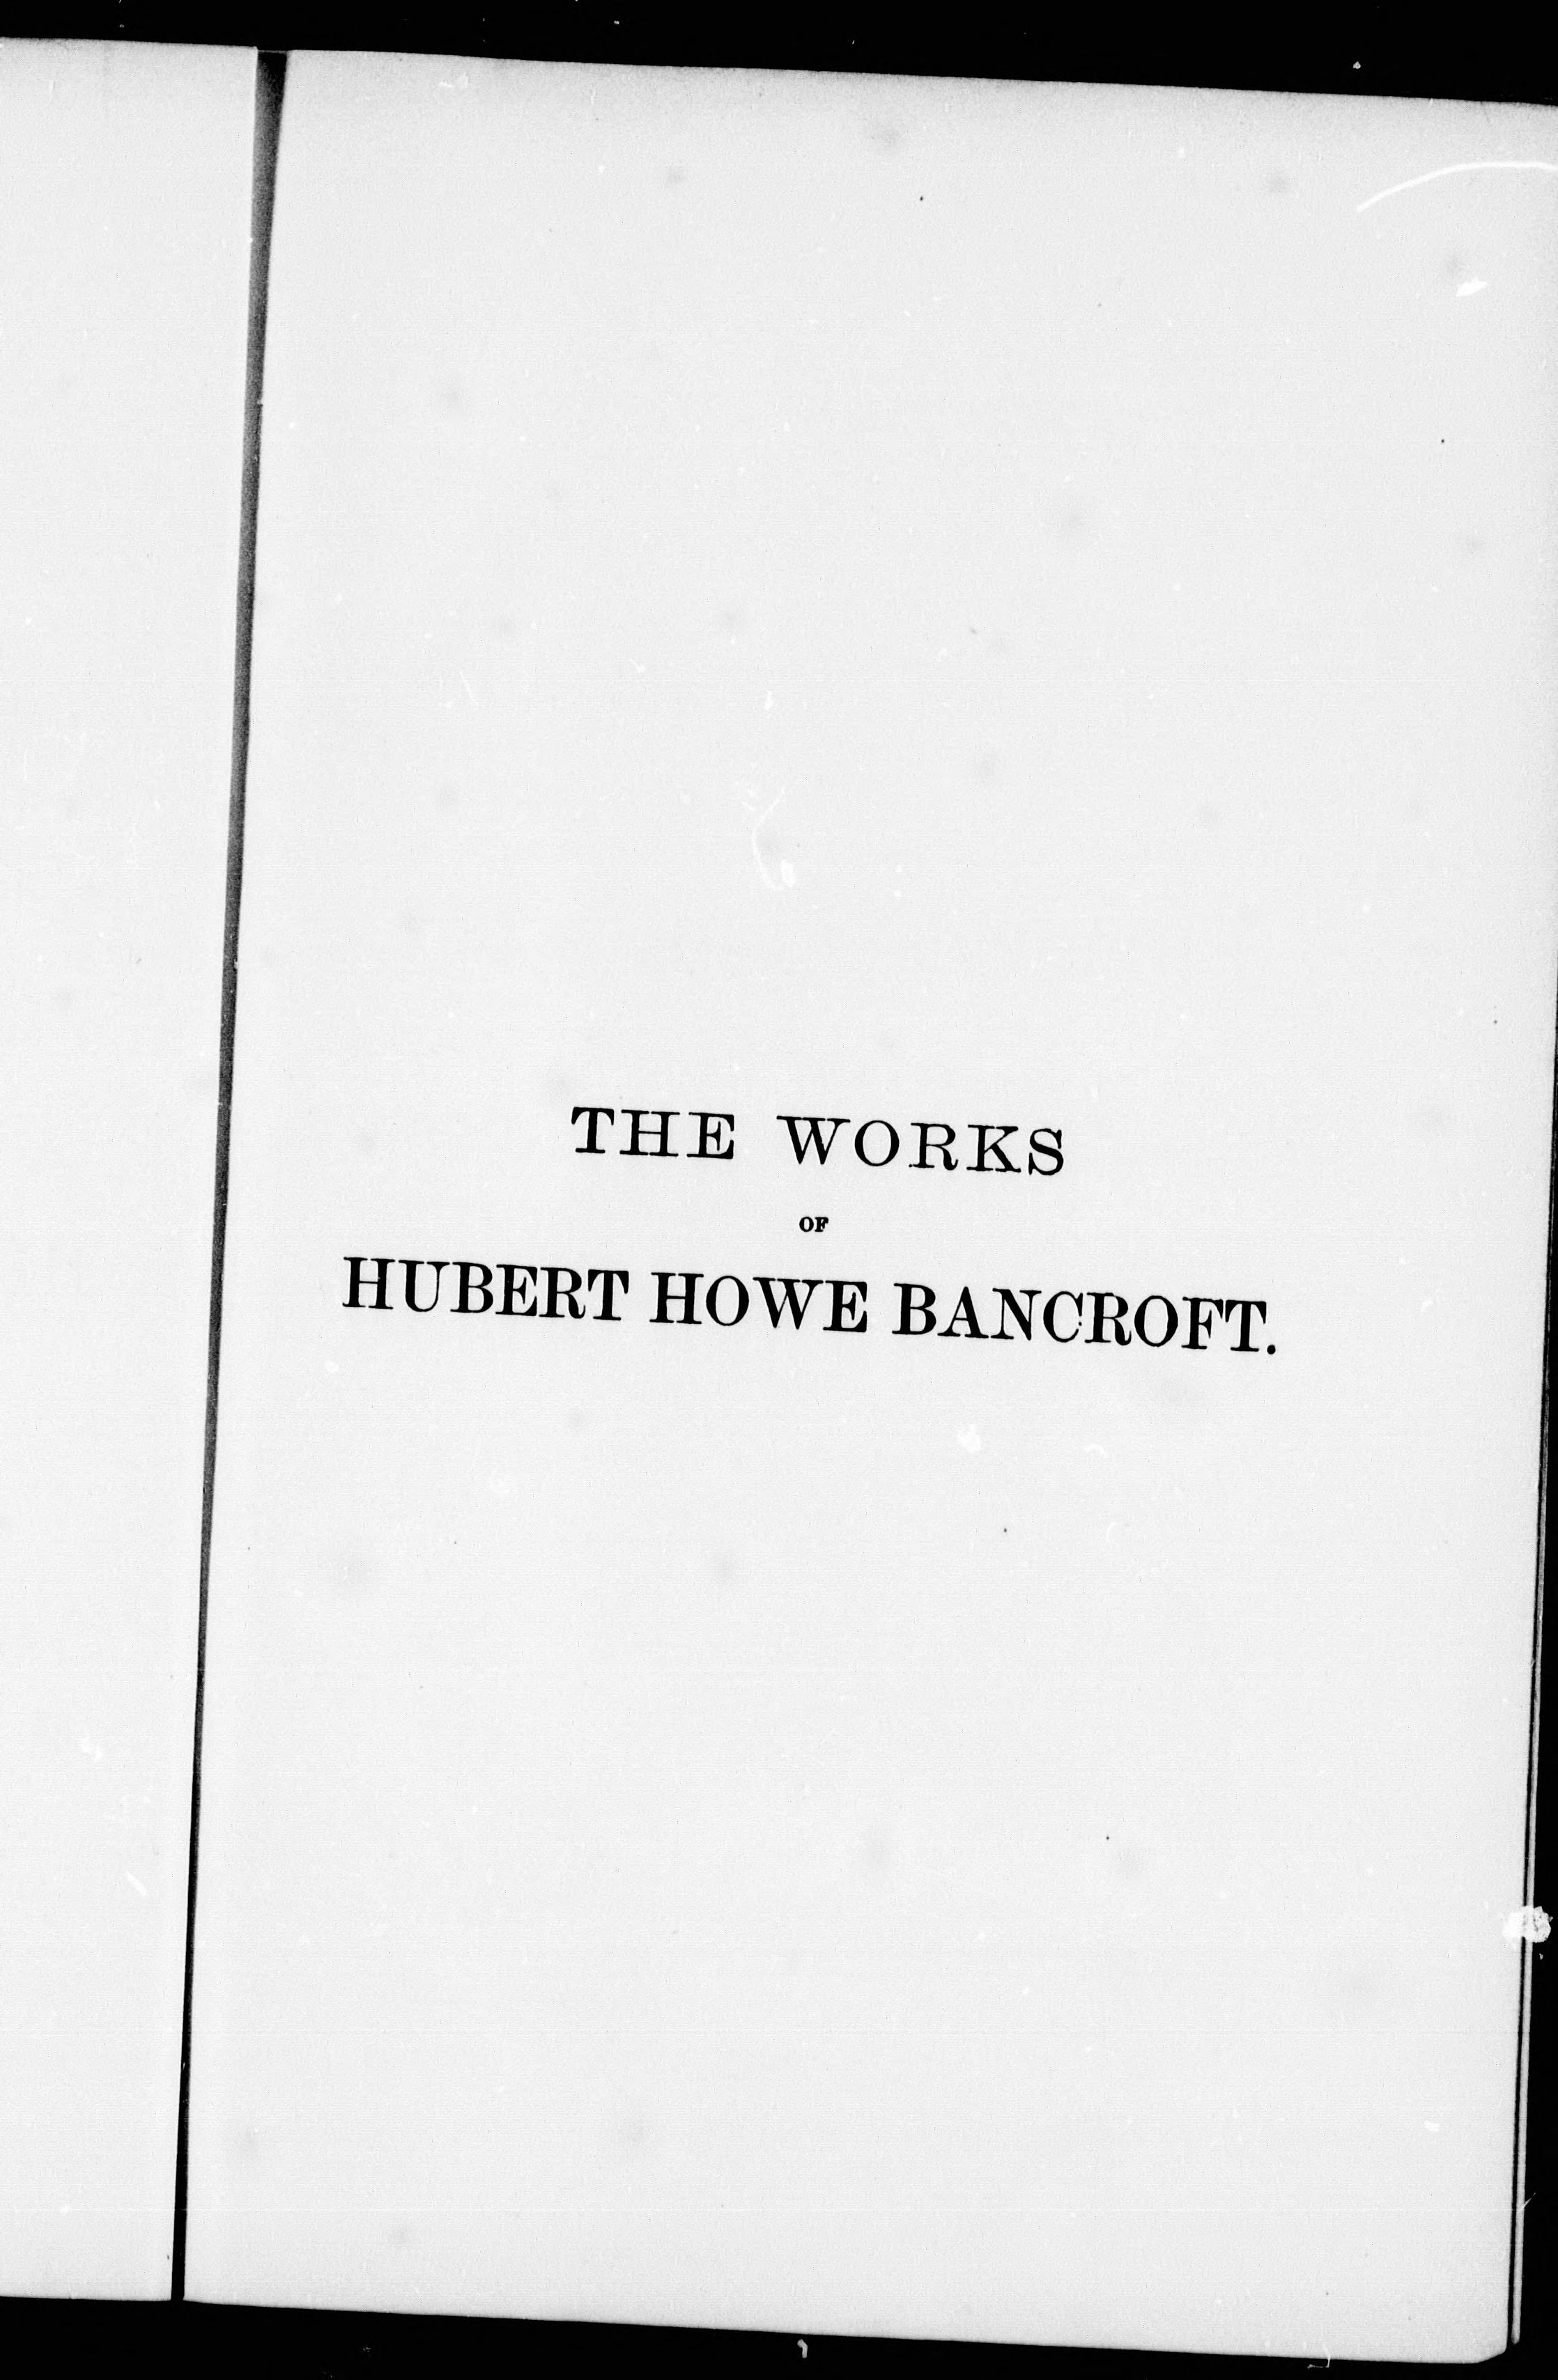 THE WORKS
OF
HUBERT HOWE BANCROFT.